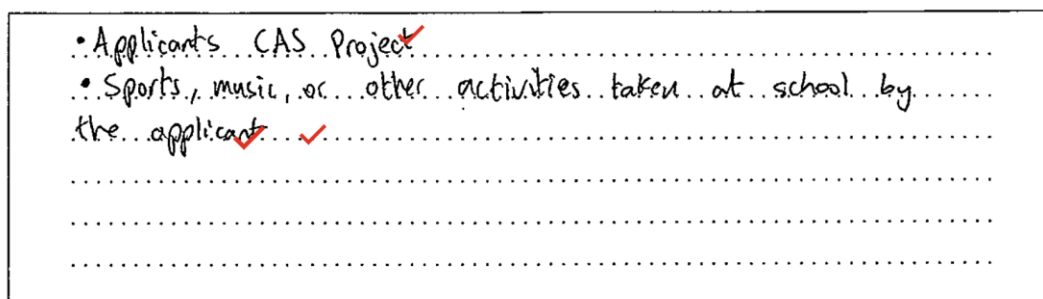 • Applicants CAS Project
• Sports, music, or other activities taken at school by
the applicant